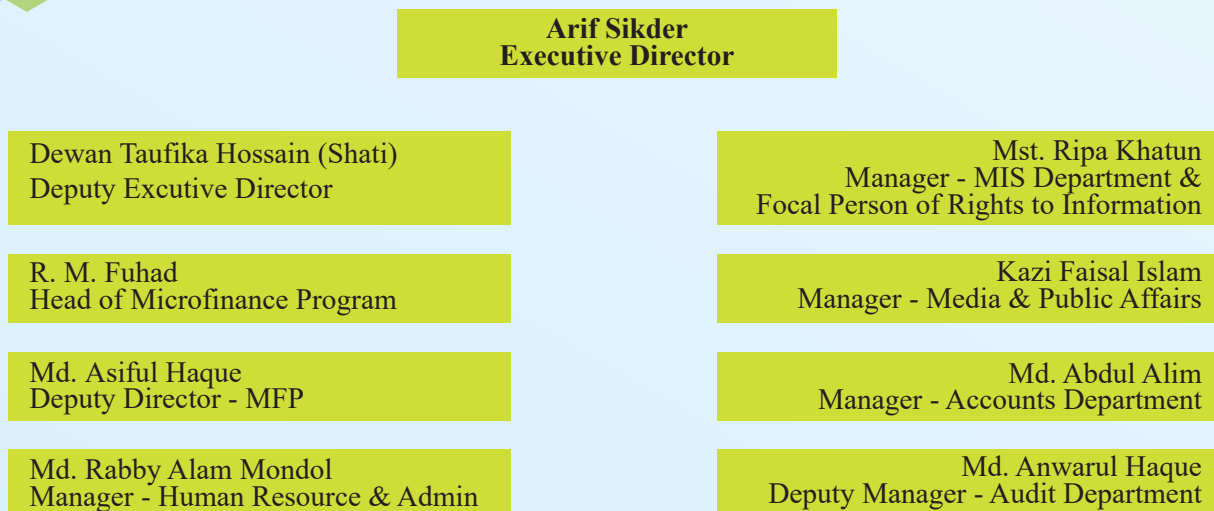 Arif Sikder
Executive Director
Dewan Taufika Hossain (Shati)
Deputy Excutive Director
R. M. Fuhad
Head of Microfinance Program
Md. Asiful Haque
Deputy Director - MFP
Md. Rabby Alam Mondol
Manager - Human Resource & Admin
Mst. Ripa Khatun
Manager - MIS Department &
Focal Person of Rights to Information
Kazi Faisal Islam
Manager - Media & Public Affairs
Md. Abdul Alim
Manager - Accounts Department
Md. Anwarul Haque
Deputy Manager - Audit Department